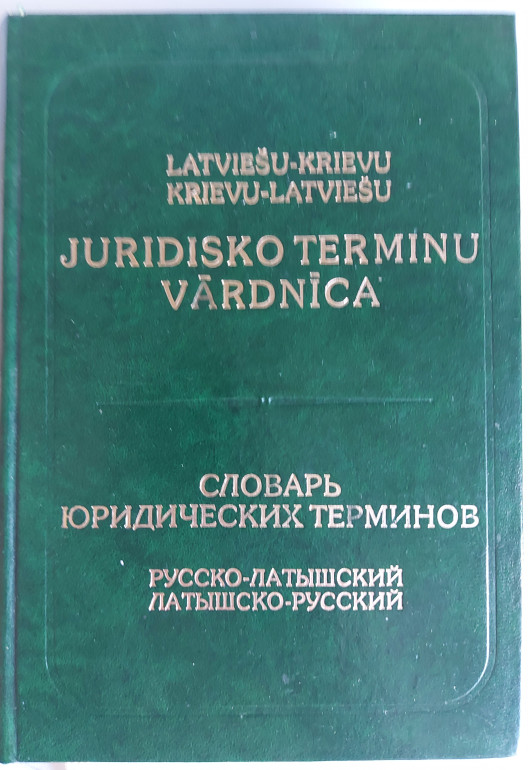 LATVIEŠU-KRIEVU
KRIEVU-LATVIEŠU
JURIDISKO TERMINU
VĀRDNĪCA
СЛОВАРЬ
ЮРИДИЧЕСКИХ ТЕРМИНОВ
РУССКО-ЛАТЫШСКИЙ
ЛАТЫШСКО-РУССКИЙ